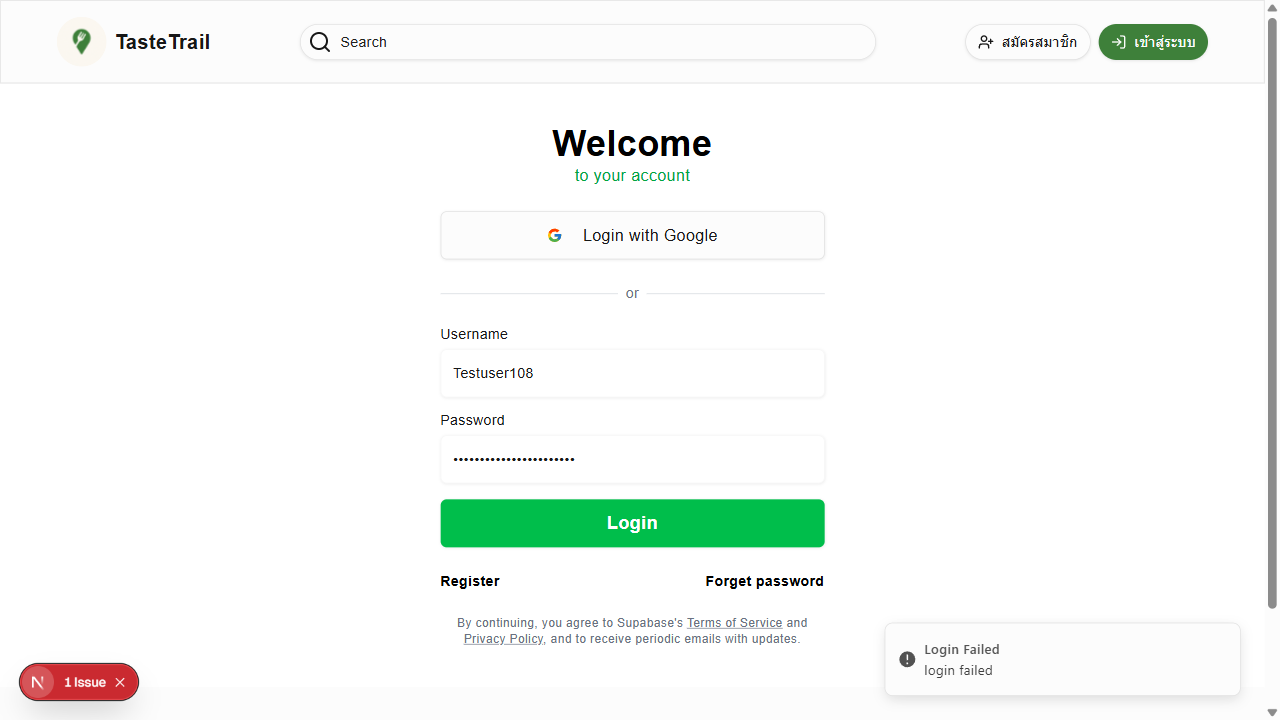 TasteTrail
Search
สมัครสมาชิก
เข้าสู่ระบบ
Welcome
to your account
Login with Google
or
Username
Testuser108
Password
•••••••••••••••••••••••
Login
Register
Forget password
By continuing, you agree to Supabase's Terms of Service and
Privacy Policy, and to receive periodic emails with updates.
Login Failed
login failed
N
1 Issue